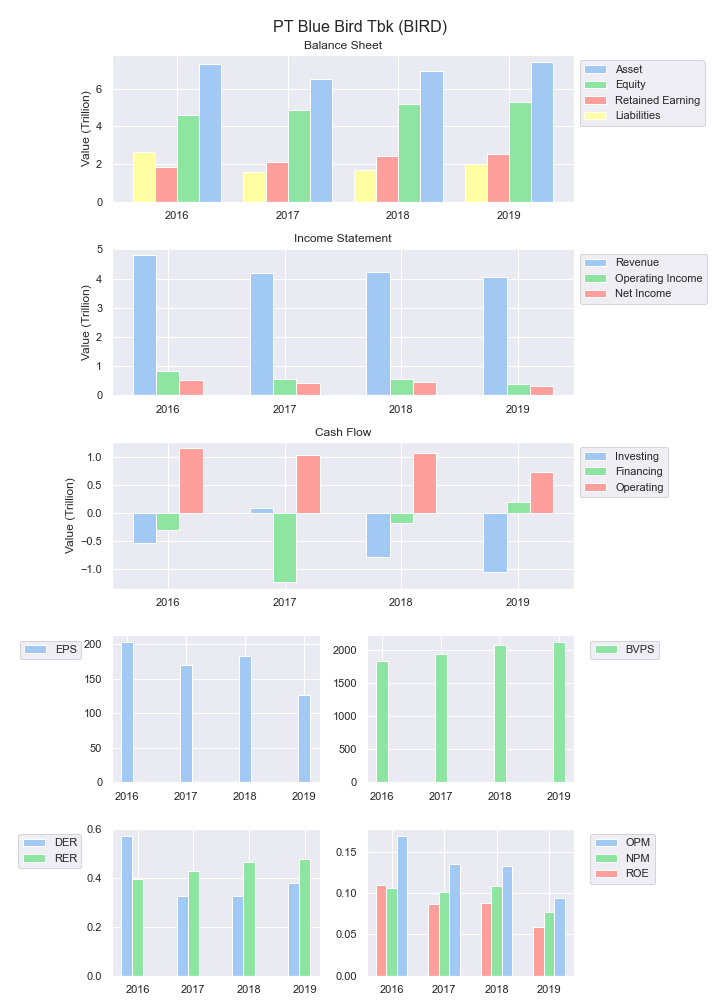 PT Blue Bird Tbk (BIRD)
Balance Sheet
Value (Trillion)
6
4
2
0
2016 2017 2018 2019
Asset
Equity
Retained Earning
Liabilities
Income Statement
Value (Trillion)
5
4
3
2
1
0
2016 2017 2018 2019
Revenue
Operating Income
Net Income
Cash Flow
Value (Trillion)
1.0
0.5
0.0
−0.5
−1.0
2016 2017 2018 2019
Investing
Financing
Operating
EPS
200
150
100
50
0
2016 2017 2018 2019
2000
1500
1000
500
0
2016 2017 2018 2019
BVPS
DER
RER
0.6
0.4
0.2
0.0
2016 2017 2018 2019
0.15
0.10
0.05
0.00
2016 2017 2018 2019
OPM
NPM
ROE